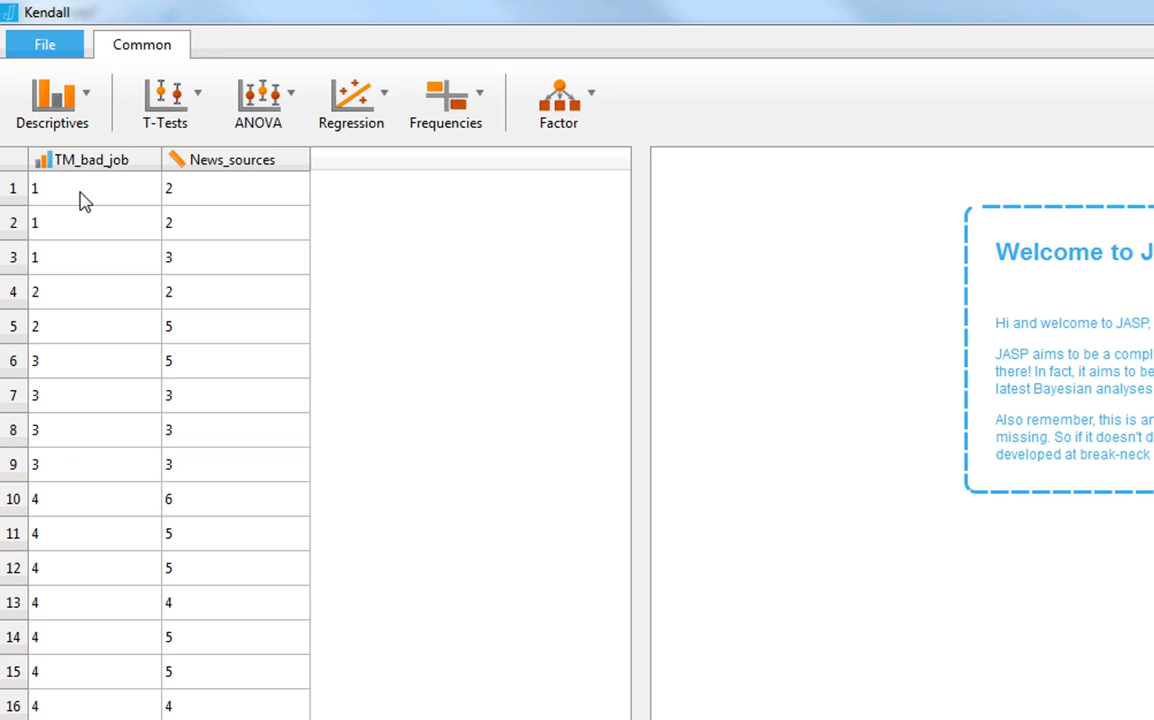 Kendall
File Common
Descriptives T-Tests ANOVA Regression Frequencies Factor
TM_bad_job News_sources
1 1 2
2 1 2
3 1 3
4 2 2
5 2 5
6 3 5
7 3 3
8 3 3
9 3 3
10 4 6
11 4 5
12 4 5
13 4 4
14 4 5
15 4 5
16 4 4
Welcome to J
Hi and welcome to JASP,
JASP aims to be a compl
there! In fact, it aims to be
latest Bayesian analyses
Also remember, this is an
missing. So if it doesn't d
developed at break-neck